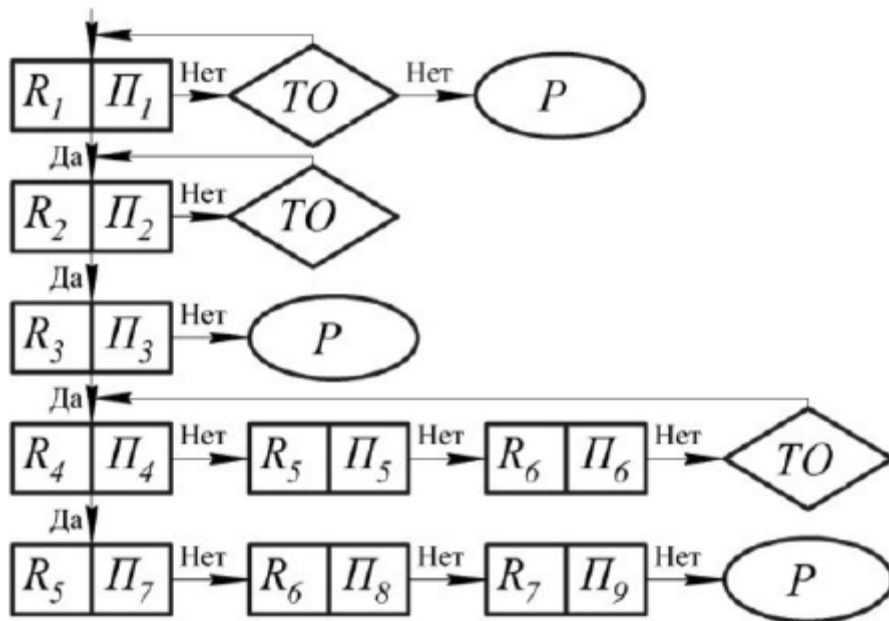 R₁ П₁ Нет ТО Нет Р
Да
R₂ П₂ Нет ТО
Да
R₃ П₃ Нет Р
Да
R₄ П₄ Нет R₅ П₅ Нет R₆ П₆ Нет ТО
Да
R₅ П₇ Нет R₆ П₈ Нет R₇ П₉ Нет Р